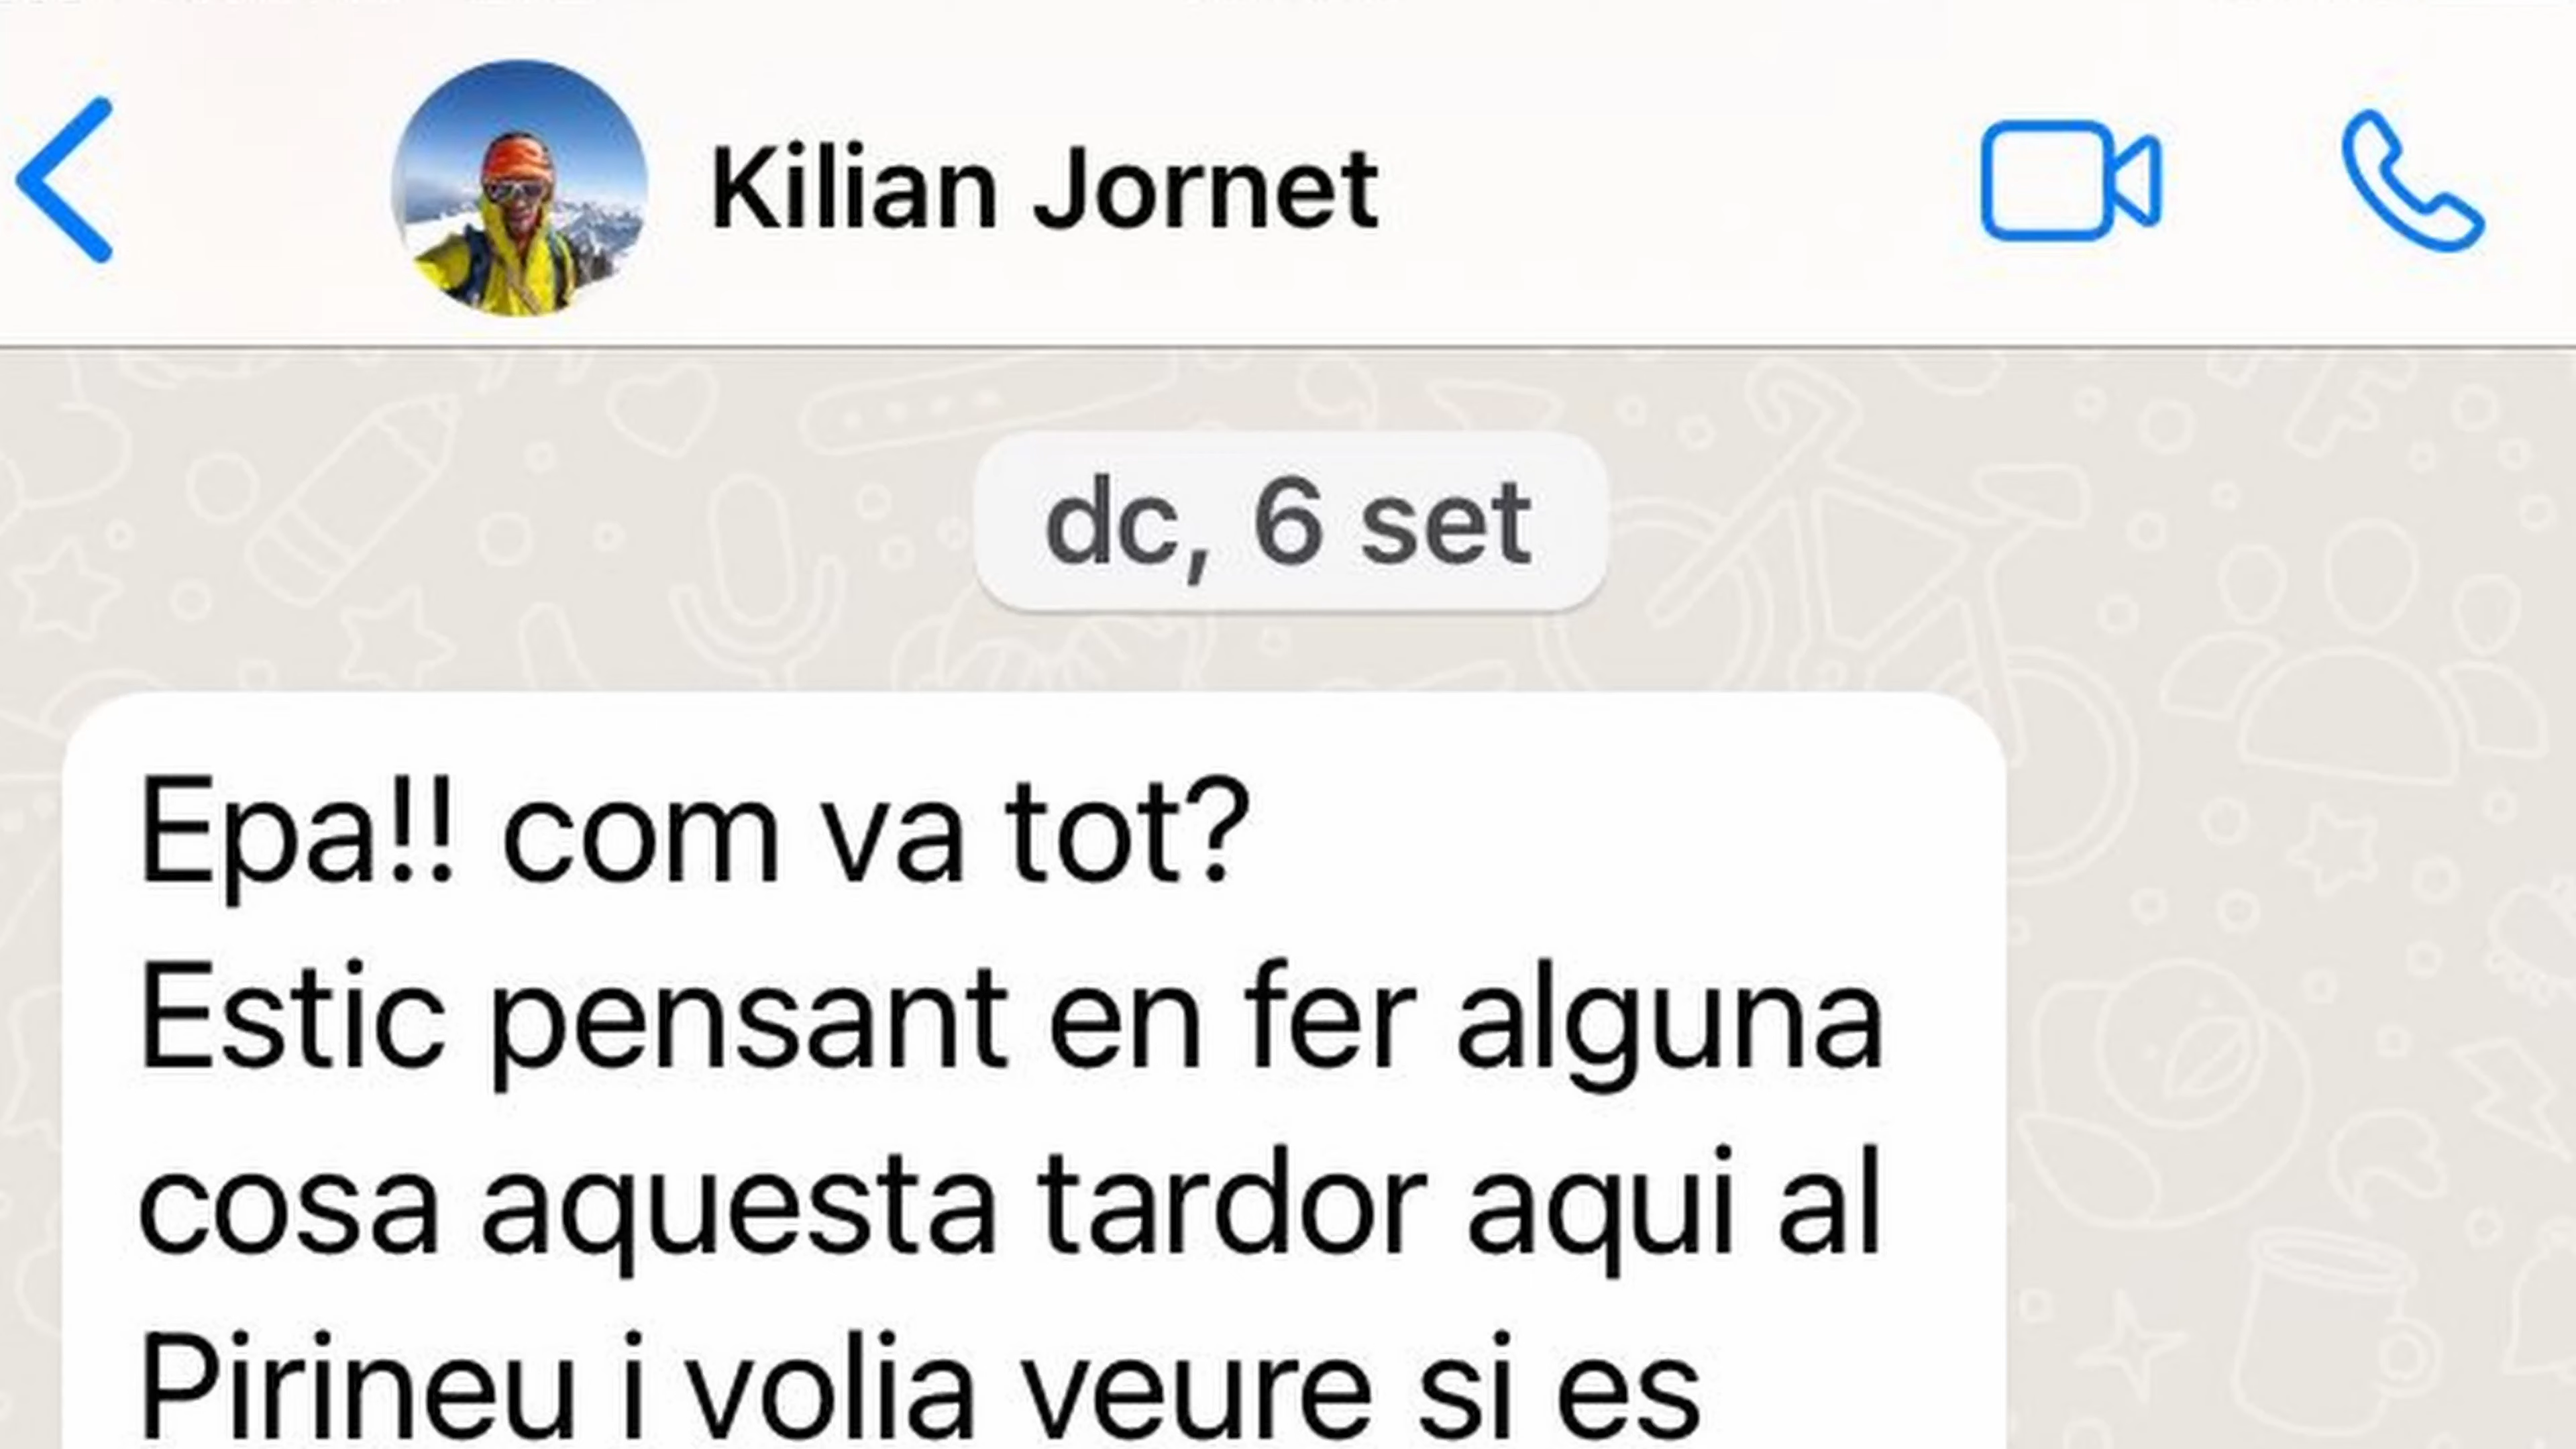 Kilian Jornet
dc, 6 set
Epa!! com va tot?
Estic pensant en fer alguna
cosa aquesta tardor aqui al
Pirineu i volia veure si es